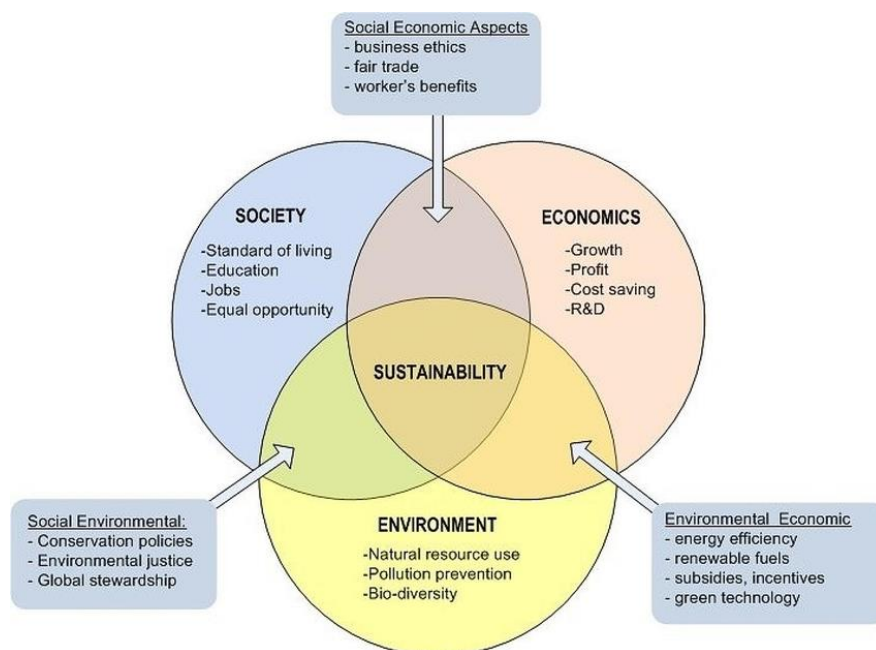 Social Economic Aspects
- business ethics
- fair trade
- worker's benefits
SOCIETY
-Standard of living
-Education
-Jobs
-Equal opportunity
ECONOMICS
-Growth
-Profit
-Cost saving
-R&D
SUSTAINABILITY
Social Environmental:
- Conservation policies
- Environmental justice
- Global stewardship
ENVIRONMENT
-Natural resource use
-Pollution prevention
-Bio-diversity
Environmental Economic
- energy efficiency
- renewable fuels
- subsidies, incentives
- green technology